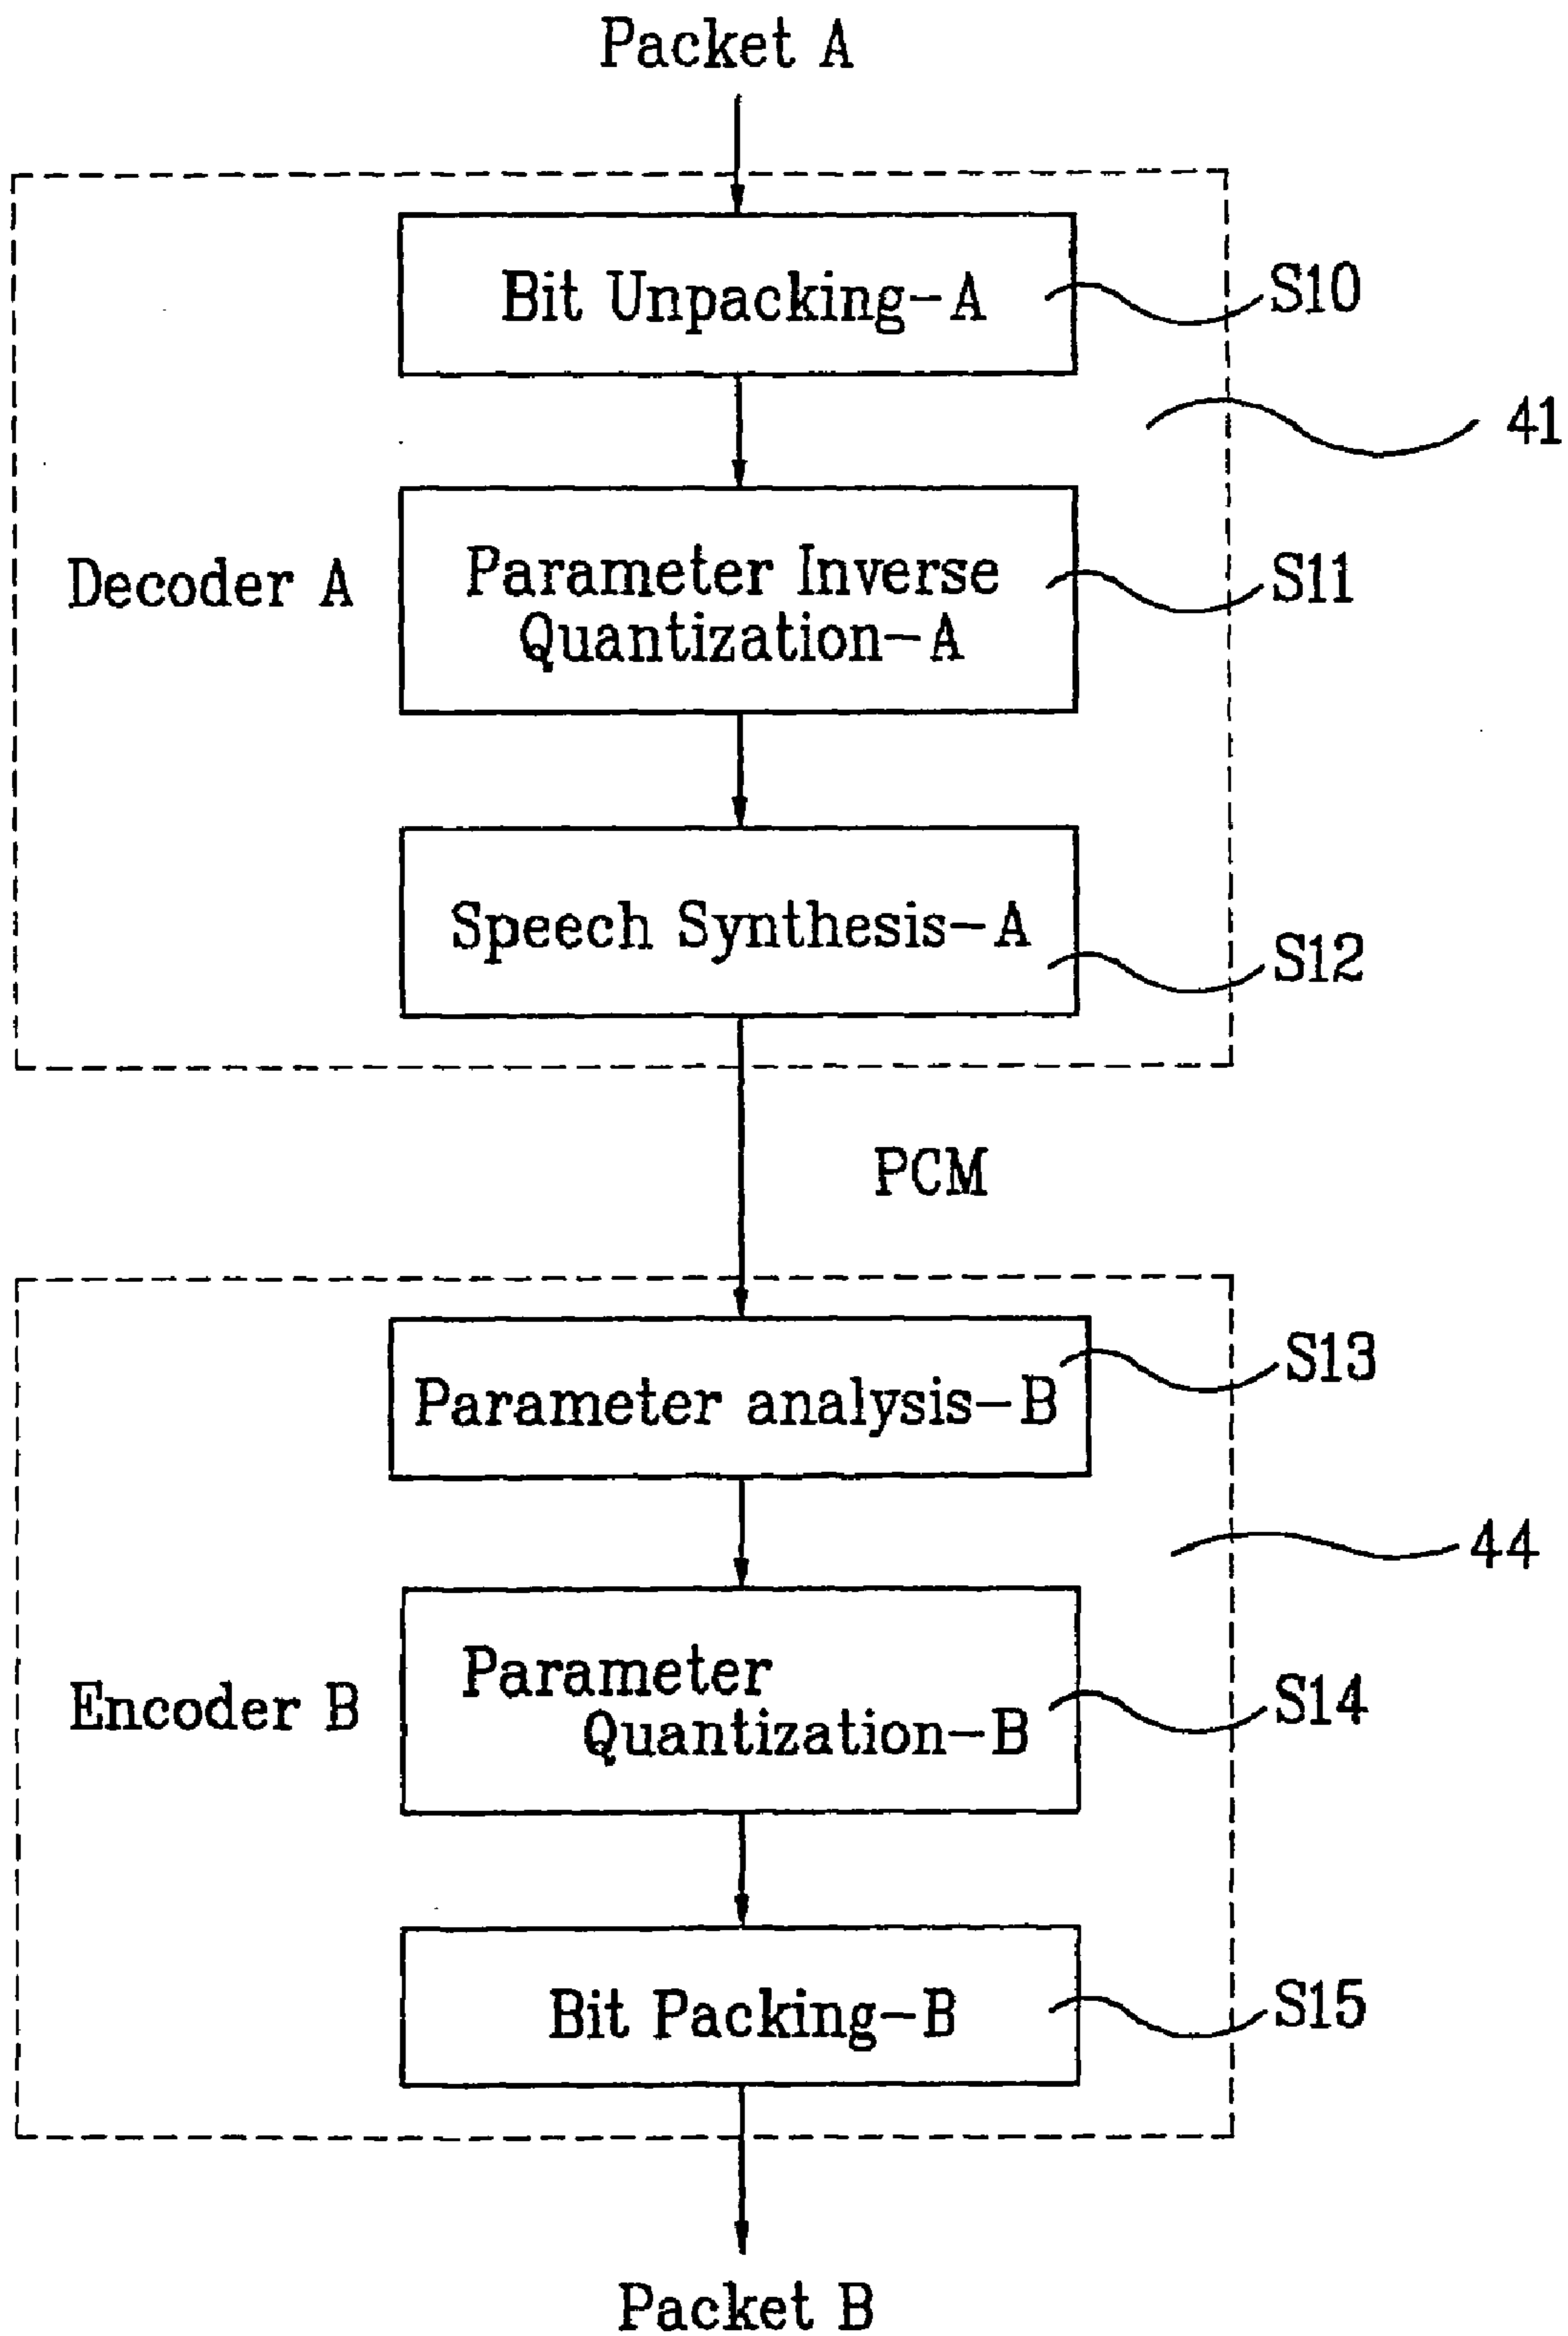 Packet A
Bit Unpacking-A
S10
41
Decoder A
Parameter Inverse
Quantization-A
S11
Speech Synthesis-A
S12
PCM
Parameter analysis-B
S13
44
Encoder B
Parameter
Quantization-B
S14
Bit Packing-B
S15
Packet B